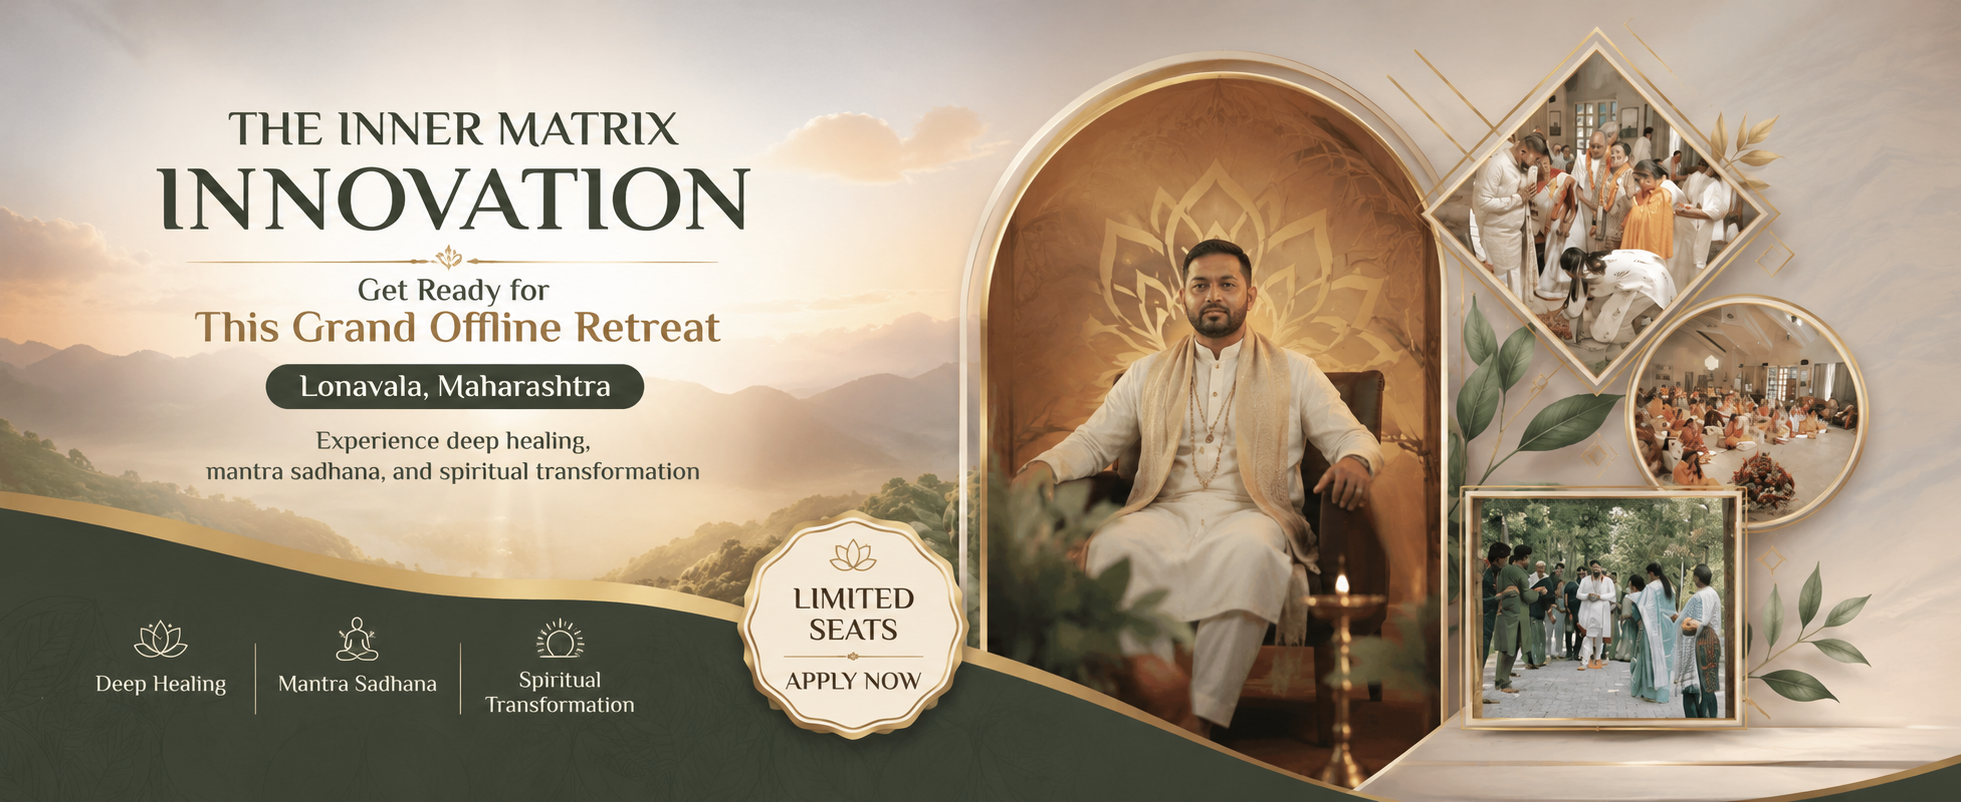 THE INNER MATRIX
INNOVATION
Get Ready for
This Grand Offline Retreat
Lonavala, Maharashtra
Experience deep healing,
mantra sadhana, and spiritual transformation
Deep Healing
Mantra Sadhana
Spiritual
Transformation
LIMITED
SEATS
APPLY NOW